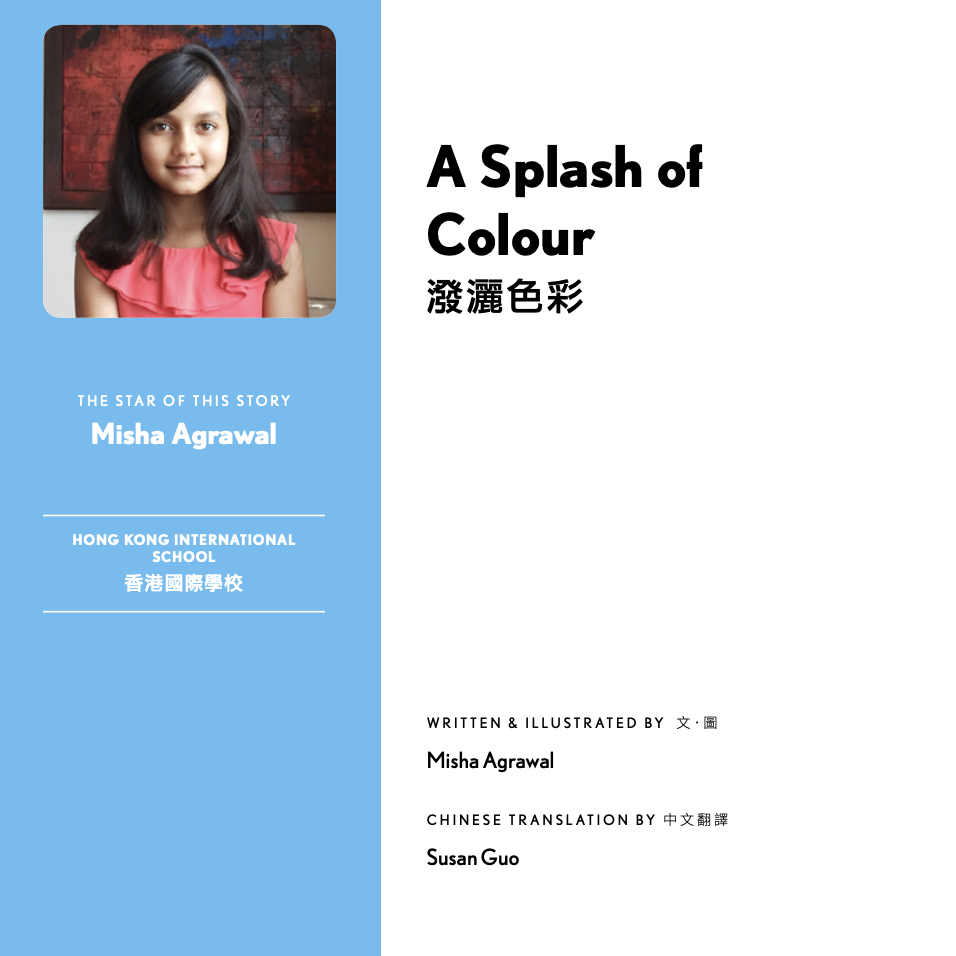 THE STAR OF THIS STORY
Misha Agrawal
HONG KONG INTERNATIONAL
SCHOOL
香港國際學校
A Splash of
Colour
潑灑色彩
WRITTEN & ILLUSTRATED BY 文·圖
Misha Agrawal
CHINESE TRANSLATION BY 中文翻譯
Susan Guo